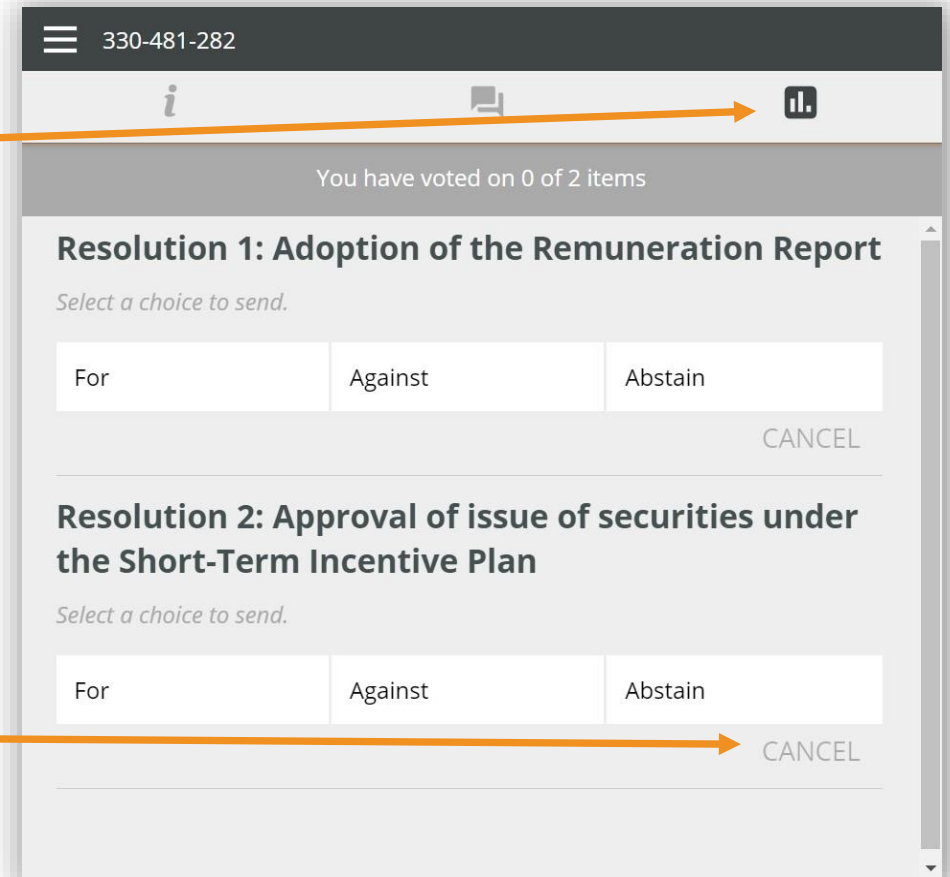 330-481-282
i
You have voted on 0 of 2 items
Resolution 1: Adoption of the Remuneration Report
Select a choice to send.
For Against Abstain
CANCEL
Resolution 2: Approval of issue of securities under
the Short-Term Incentive Plan
Select a choice to send.
For Against Abstain
CANCEL